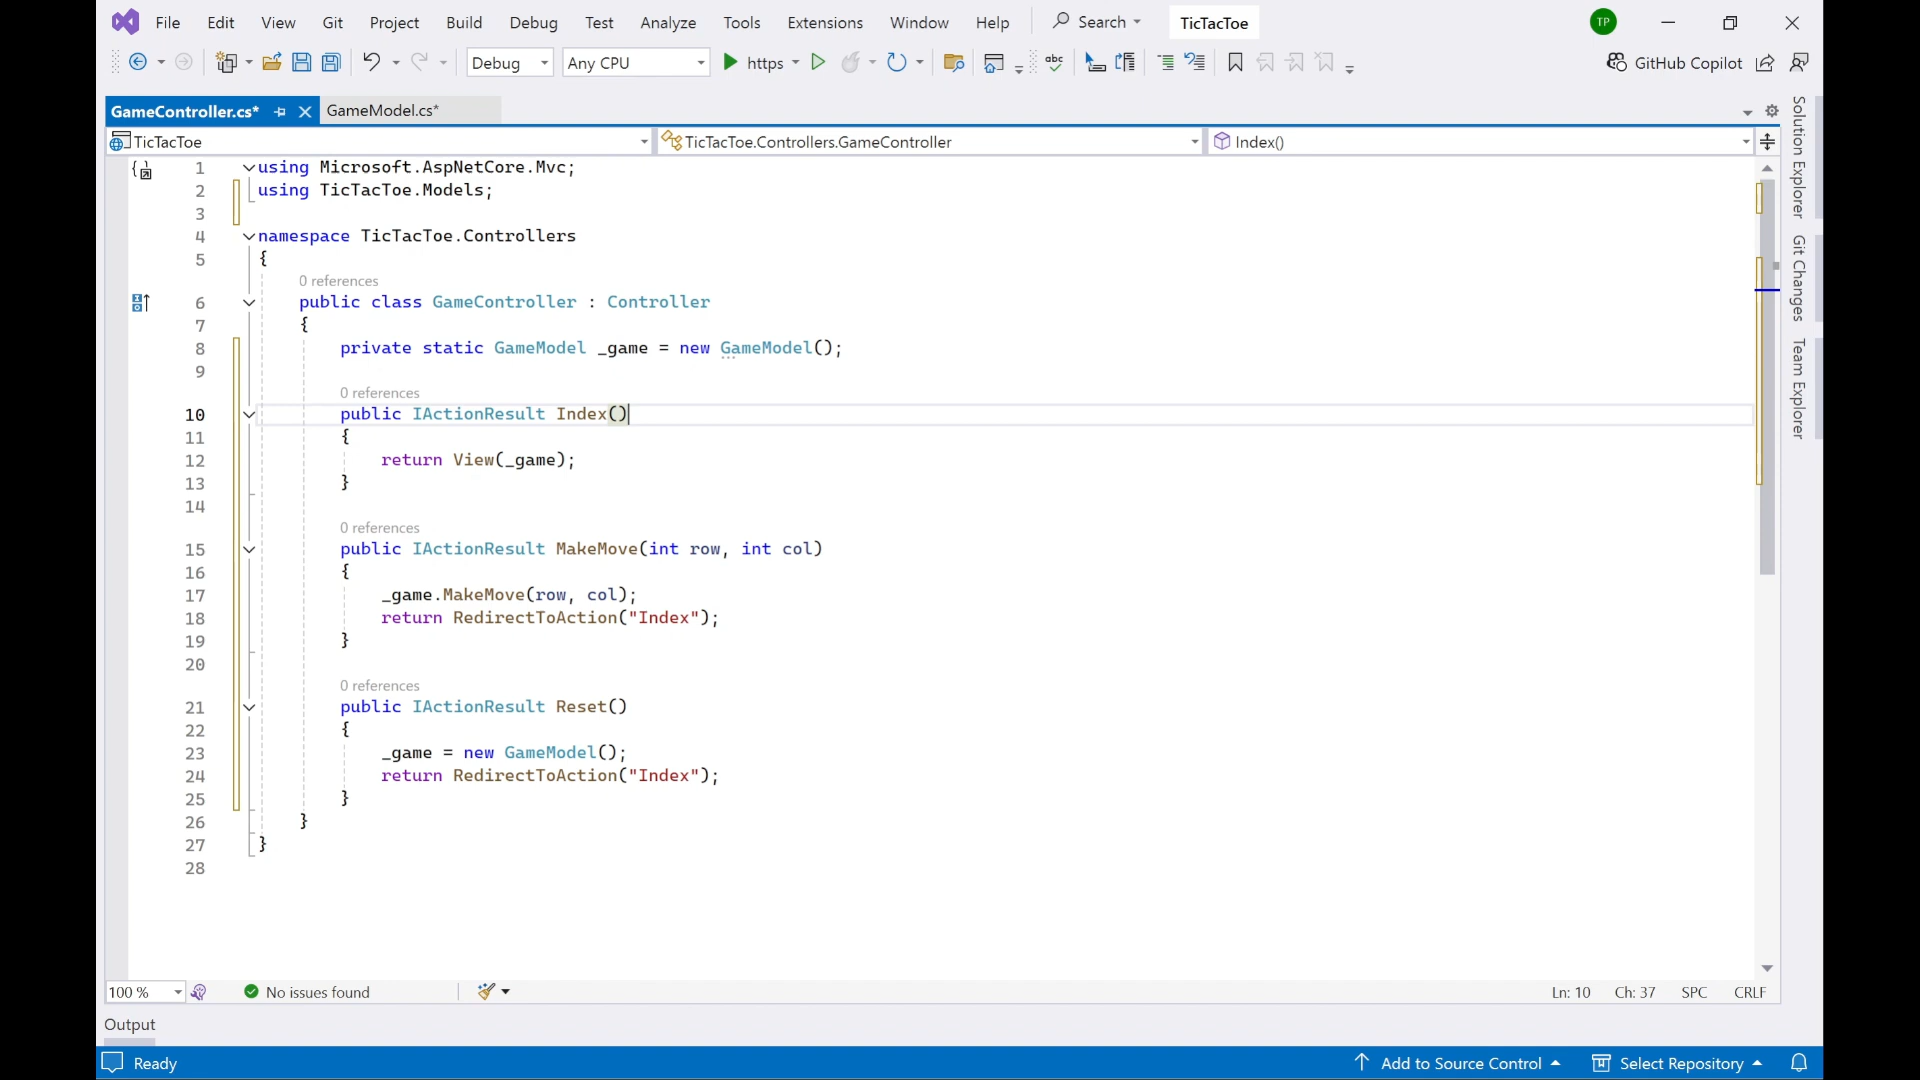 File Edit View Git Project Build Debug Test Analyze Tools Extensions Window Help Search TicTacToe TP
Debug Any CPU https abc GitHub Copilot
GameController.cs* GameModel.cs*
TicTacToe TicTacToe.Controllers.GameController Index()
1 using Microsoft.AspNetCore.Mvc;
2 using TicTacToe.Models;
3
4 namespace TicTacToe.Controllers
5 {
0 references
6 public class GameController : Controller
7 {
8 private static GameModel _game = new GameModel();
9
0 references
10 public IActionResult Index()
11 {
12 return View(_game);
13 }
14
0 references
15 public IActionResult MakeMove(int row, int col)
16 {
17 _game.MakeMove(row, col);
18 return RedirectToAction("Index");
19 }
20
0 references
21 public IActionResult Reset()
22 {
23 _game = new GameModel();
24 return RedirectToAction("Index");
25 }
26 }
27 }
28
Solution Explorer
Git Changes
Team Explorer
100 % No issues found Ln: 10 Ch: 37 SPC CRLF
Output
Ready Add to Source Control Select Repository